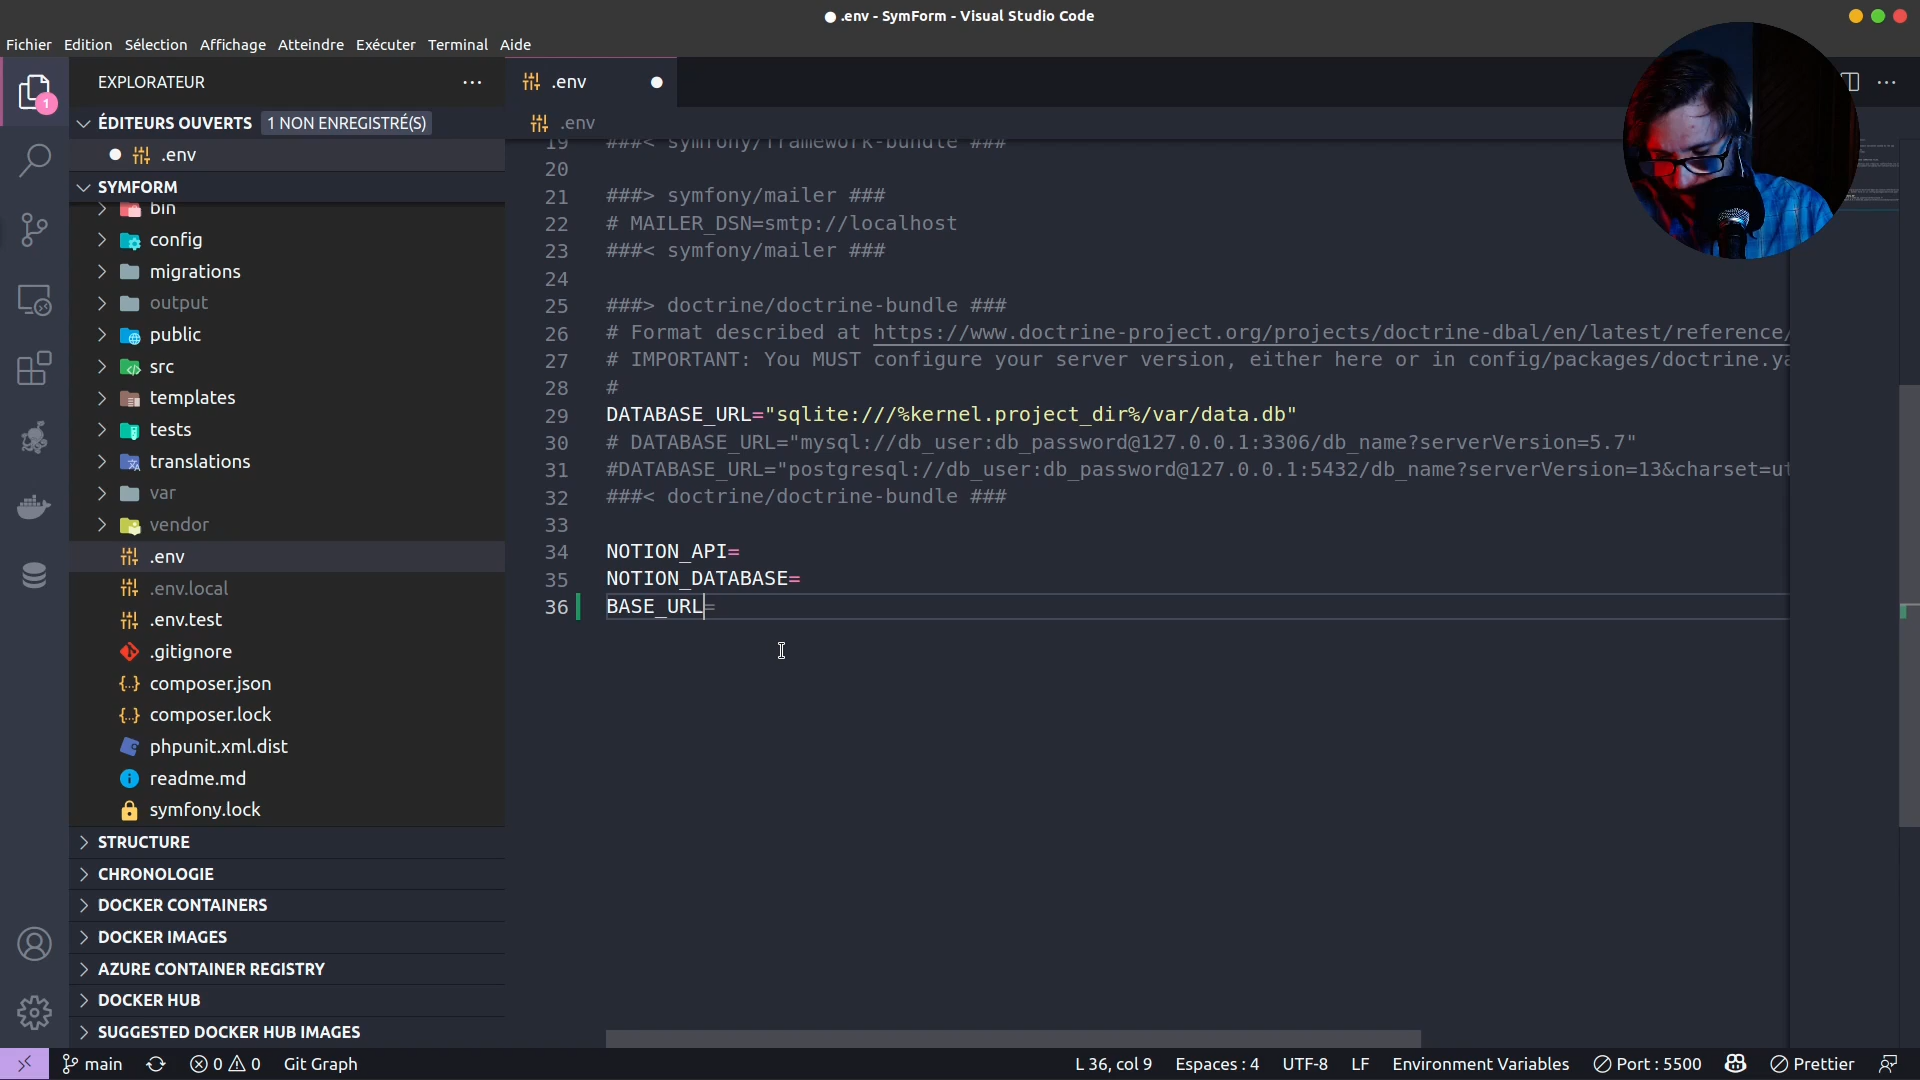 .env - SymForm - Visual Studio Code
Fichier Edition Sélection Affichage Atteindre Exécuter Terminal Aide
EXPLORATEUR
ÉDITEURS OUVERTS 1 NON ENREGISTRÉ(S)
.env
SYMFORM
bin
config
migrations
output
public
src
templates
tests
translations
var
vendor
.env
.env.local
.env.test
.gitignore
composer.json
composer.lock
phpunit.xml.dist
readme.md
symfony.lock
STRUCTURE
CHRONOLOGIE
DOCKER CONTAINERS
DOCKER IMAGES
AZURE CONTAINER REGISTRY
DOCKER HUB
SUGGESTED DOCKER HUB IMAGES
1
.env
.env
19 ###< symfony/framework-bundle ###
20
21 ###> symfony/mailer ###
22 # MAILER_DSN=smtp://localhost
23 ###< symfony/mailer ###
24
25 ###> doctrine/doctrine-bundle ###
26 # Format described at https://www.doctrine-project.org/projects/doctrine-dbal/en/latest/reference/
27 # IMPORTANT: You MUST configure your server version, either here or in config/packages/doctrine.ya
28 #
29 DATABASE_URL="sqlite:///%kernel.project_dir%/var/data.db"
30 # DATABASE_URL="mysql://db_user:db_password@127.0.0.1:3306/db_name?serverVersion=5.7"
31 #DATABASE_URL="postgresql://db_user:db_password@127.0.0.1:5432/db_name?serverVersion=13&charset=ut
32 ###< doctrine/doctrine-bundle ###
33
34 NOTION_API=
35 NOTION_DATABASE=
36 BASE_URL=
main 0 0 Git Graph L 36, col 9 Espaces : 4 UTF-8 LF Environment Variables Port : 5500 Prettier